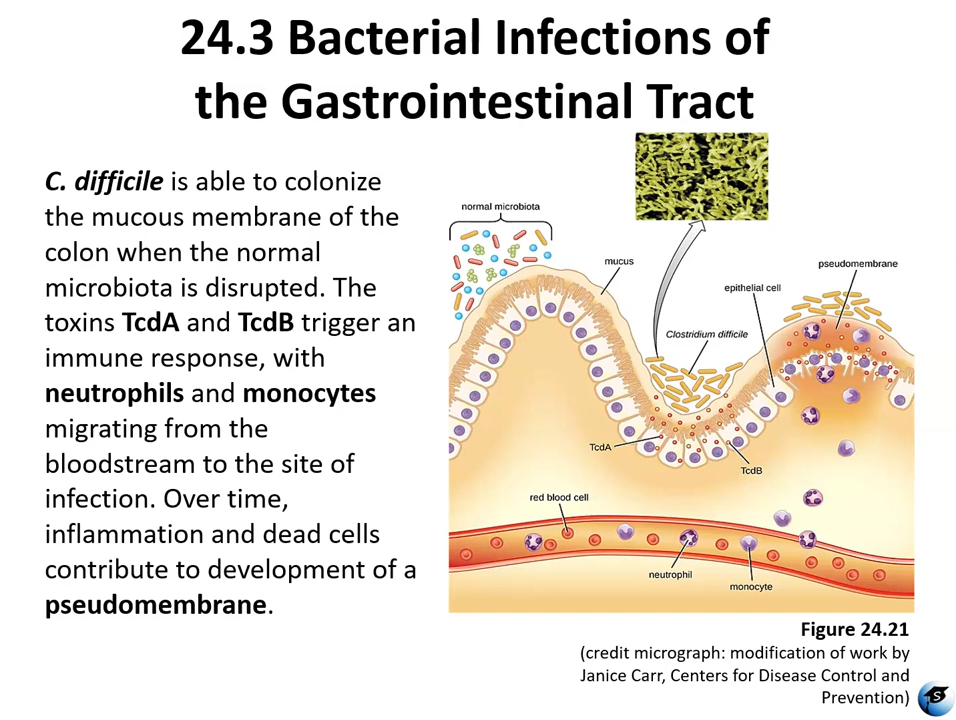 24.3 Bacterial Infections of
the Gastrointestinal Tract
C. difficile is able to colonize
the mucous membrane of the
colon when the normal
microbiota is disrupted. The
toxins TcdA and TcdB trigger an
immune response, with
neutrophils and monocytes
migrating from the
bloodstream to the site of
infection. Over time,
inflammation and dead cells
contribute to development of a
pseudomembrane.
normal microbiota
mucus
pseudomembrane
epithelial cell
Clostridium difficile
TcdA
TcdB
red blood cell
neutrophil
monocyte
Figure 24.21
(credit micrograph: modification of work by
Janice Carr, Centers for Disease Control and
Prevention)
S